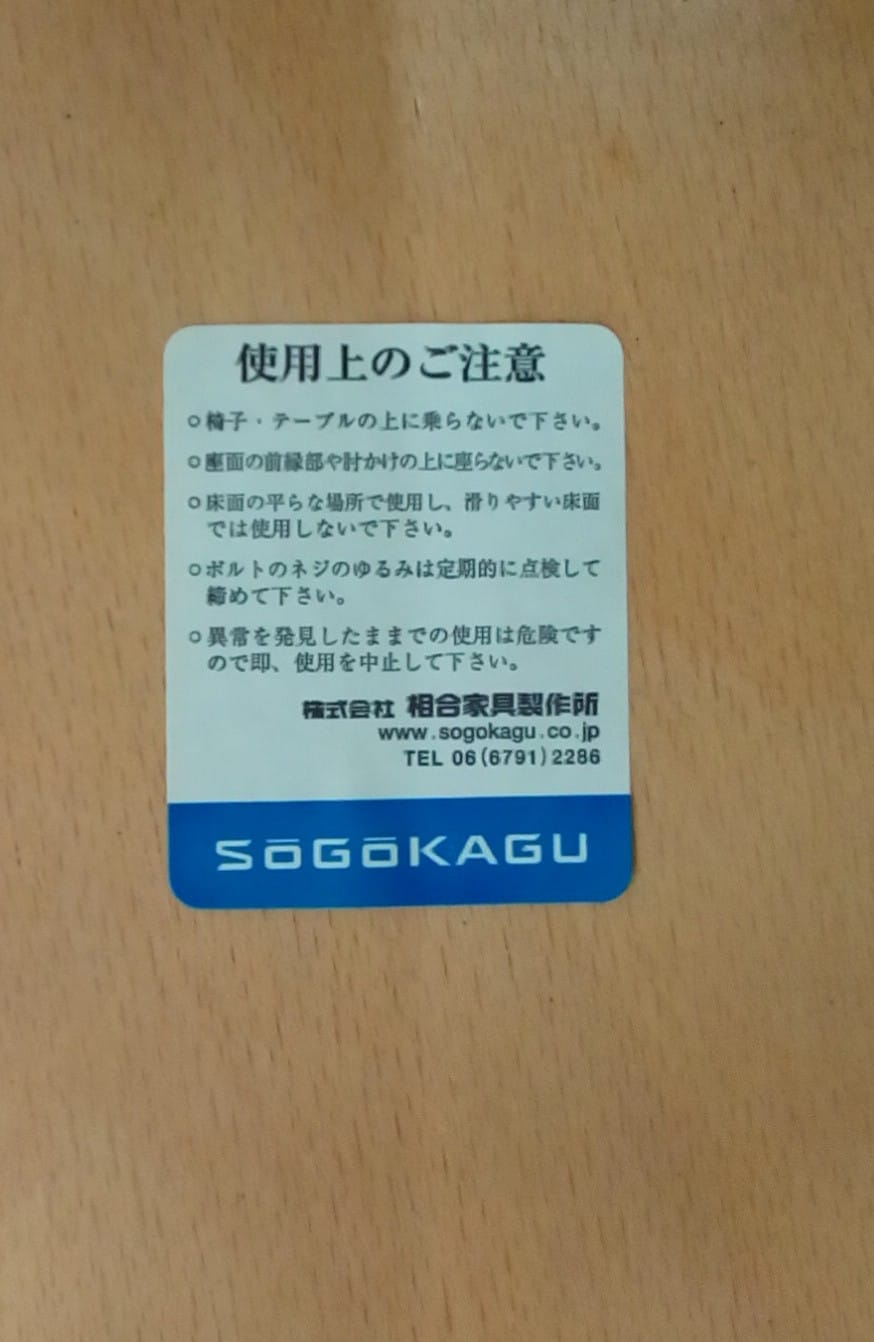 使用上のご注意
○椅子・テーブルの上に乗らないで下さい。
○座面の前縁部や肘かけの上に座らないで下さい。
○床面の平らな場所で使用し、滑りやすい床面
では使用しないで下さい。
○ボルトのネジのゆるみは定期的に点検して
締めて下さい。
○異常を発見したままでの使用は危険です
ので即、使用を中止して下さい。
株式会社 相合家具製作所
www.sogokagu.co.jp
TEL 06(6791)2286
SōGōKAGU